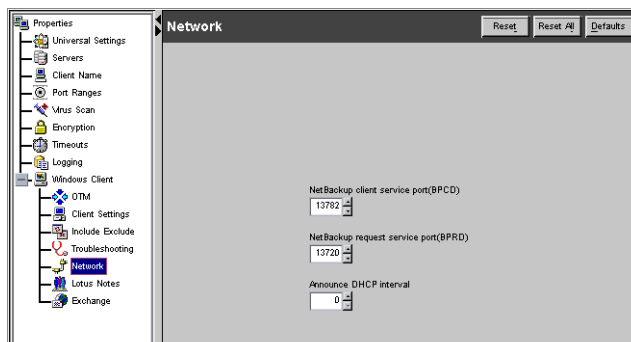 Properties
Universal Settings
Servers
Client Name
Port Ranges
Virus Scan
Encryption
Timeouts
Logging
Windows Client
OTM
Client Settings
Include Exclude
Troubleshooting
Network
Lotus Notes
Exchange
Network
Reset
Reset All
Defaults
NetBackup client service port(BPCD)
13782
NetBackup request service port(BPRD)
13720
Announce DHCP interval
0